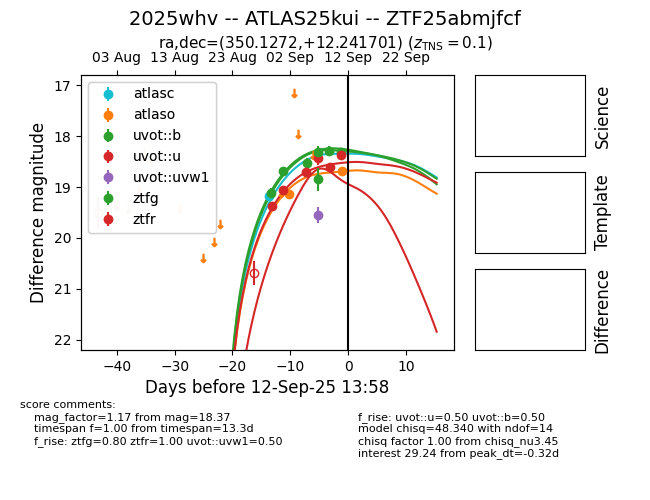 2025whv -- ATLAS25kui -- ZTF25abmjfcf
ra,dec=(350.1272,+12.241701) (zTNS = 0.1)
03 Aug 13 Aug 23 Aug 02 Sep 12 Sep 22 Sep
17
18
19
20
21
22
Difference magnitude
atlasc
atlaso
uvot::b
uvot::u
uvot::uvw1
ztfg
ztfr
−40 −30 −20 −10 0 10
Days before 12-Sep-25 13:58
Science
Template
Difference
score comments:
mag_factor=1.17 from mag=18.37
timespan f=1.00 from timespan=13.3d
f_rise: ztfg=0.80 ztfr=1.00 uvot::uvw1=0.50
f_rise: uvot::u=0.50 uvot::b=0.50
model chisq=48.340 with ndof=14
chisq factor 1.00 from chisq_nu3.45
interest 29.24 from peak_dt=-0.32d